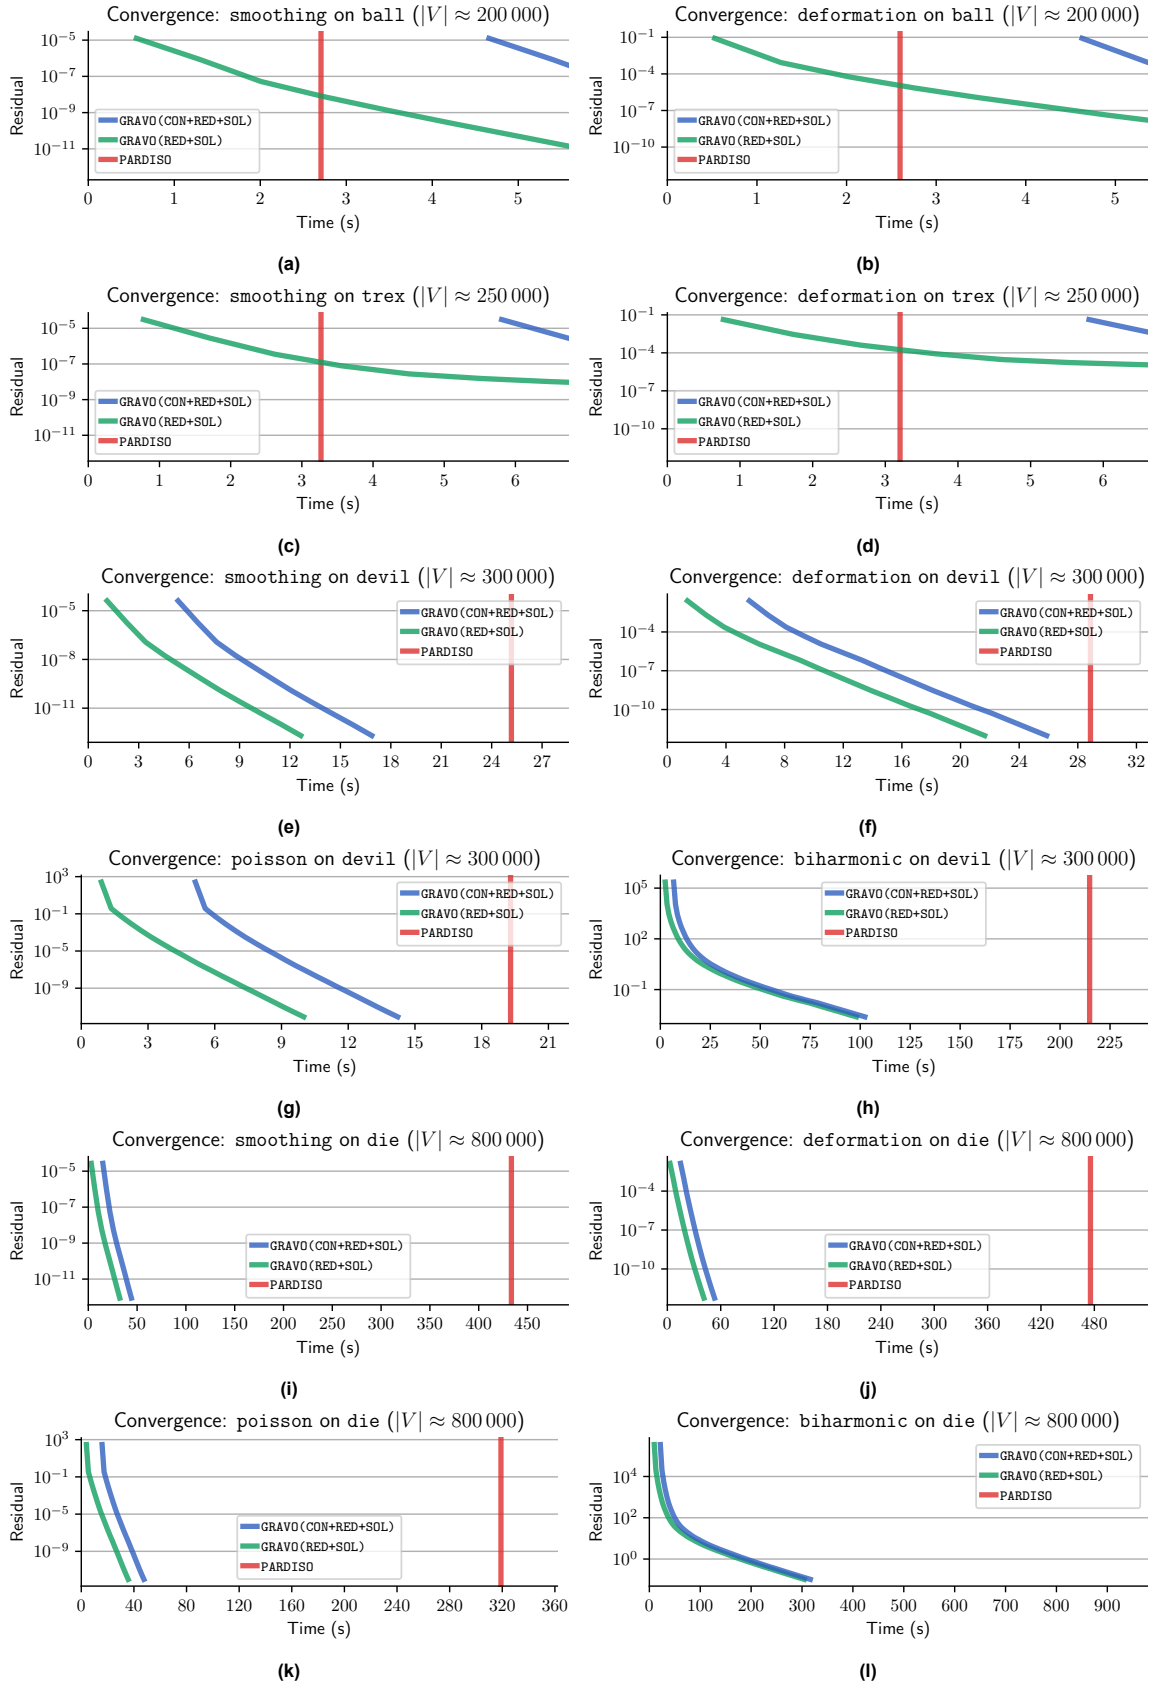 Convergence: smoothing on ball (|V| ≈ 200 000)
Residual
10⁻⁵
10⁻⁷
10⁻⁹
10⁻¹¹
GRAVO(CON+RED+SOL)
GRAVO(RED+SOL)
PARDISO
0 1 2 3 4 5
Time (s)
(a)
Convergence: deformation on ball (|V| ≈ 200 000)
Residual
10⁻¹
10⁻⁴
10⁻⁷
10⁻¹⁰
GRAVO(CON+RED+SOL)
GRAVO(RED+SOL)
PARDISO
0 1 2 3 4 5
Time (s)
(b)
Convergence: smoothing on trex (|V| ≈ 250 000)
Residual
10⁻⁵
10⁻⁷
10⁻⁹
10⁻¹¹
GRAVO(CON+RED+SOL)
GRAVO(RED+SOL)
PARDISO
0 1 2 3 4 5 6
Time (s)
(c)
Convergence: deformation on trex (|V| ≈ 250 000)
Residual
10⁻¹
10⁻⁴
10⁻⁷
10⁻¹⁰
GRAVO(CON+RED+SOL)
GRAVO(RED+SOL)
PARDISO
0 1 2 3 4 5 6
Time (s)
(d)
Convergence: smoothing on devil (|V| ≈ 300 000)
Residual
10⁻⁵
10⁻⁸
10⁻¹¹
GRAVO(CON+RED+SOL)
GRAVO(RED+SOL)
PARDISO
0 3 6 9 12 15 18 21 24 27
Time (s)
(e)
Convergence: deformation on devil (|V| ≈ 300 000)
Residual
10⁻⁴
10⁻⁷
10⁻¹⁰
GRAVO(CON+RED+SOL)
GRAVO(RED+SOL)
PARDISO
0 4 8 12 16 20 24 28 32
Time (s)
(f)
Convergence: poisson on devil (|V| ≈ 300 000)
Residual
10³
10⁻¹
10⁻⁵
10⁻⁹
GRAVO(CON+RED+SOL)
GRAVO(RED+SOL)
PARDISO
0 3 6 9 12 15 18 21
Time (s)
(g)
Convergence: biharmonic on devil (|V| ≈ 300 000)
Residual
10⁵
10²
10⁻¹
GRAVO(CON+RED+SOL)
GRAVO(RED+SOL)
PARDISO
0 25 50 75 100 125 150 175 200 225
Time (s)
(h)
Convergence: smoothing on die (|V| ≈ 800 000)
Residual
10⁻⁵
10⁻⁷
10⁻⁹
10⁻¹¹
GRAVO(CON+RED+SOL)
GRAVO(RED+SOL)
PARDISO
0 50 100 150 200 250 300 350 400 450
Time (s)
(i)
Convergence: deformation on die (|V| ≈ 800 000)
Residual
10⁻⁴
10⁻⁷
10⁻¹⁰
GRAVO(CON+RED+SOL)
GRAVO(RED+SOL)
PARDISO
0 60 120 180 240 300 360 420 480
Time (s)
(j)
Convergence: poisson on die (|V| ≈ 800 000)
Residual
10³
10⁻¹
10⁻⁵
10⁻⁹
GRAVO(CON+RED+SOL)
GRAVO(RED+SOL)
PARDISO
0 40 80 120 160 200 240 280 320 360
Time (s)
(k)
Convergence: biharmonic on die (|V| ≈ 800 000)
Residual
10⁴
10²
10⁰
GRAVO(CON+RED+SOL)
GRAVO(RED+SOL)
PARDISO
0 100 200 300 400 500 600 700 800 900
Time (s)
(l)